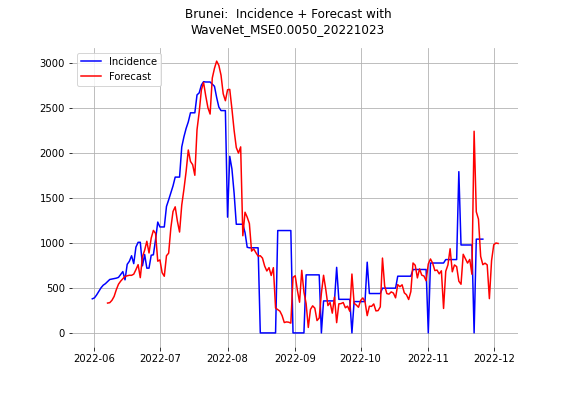 Brunei:  Incidence + Forecast with
WaveNet_MSE0.0050_20221023
Incidence
Forecast
3000
2500
2000
1500
1000
500
0
2022-06 2022-07 2022-08 2022-09 2022-10 2022-11 2022-12